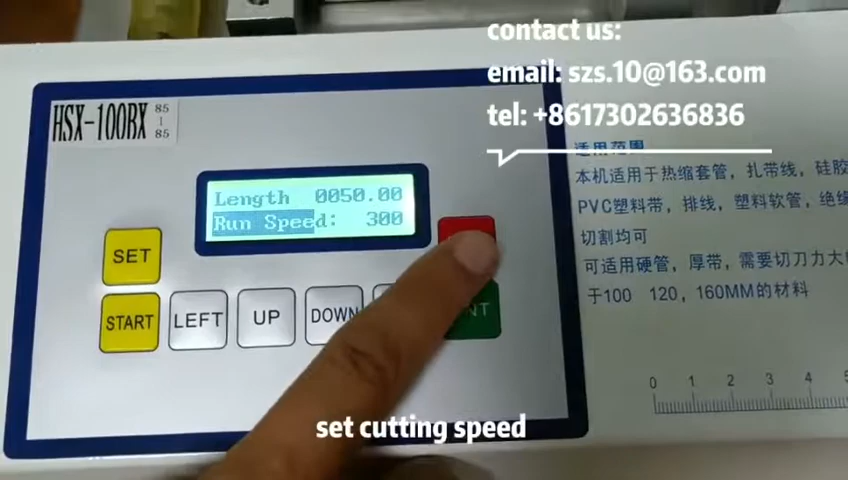 contact us:
email: szs.10@163.com
tel: +8617302636836
HSX-100BX 85-85
适用范围
本机适用于热缩套管，扎带线，硅胶
PVC塑料带，排线，塑料软管，绝缘
切割均可
可适用硬管，厚带，需要切刀力大
于100 120，160MM的材料
Length 0050.00
Run Speed: 300
SET
START
LEFT
UP
DOWN
NT
0 1 2 3 4 5
set cutting speed